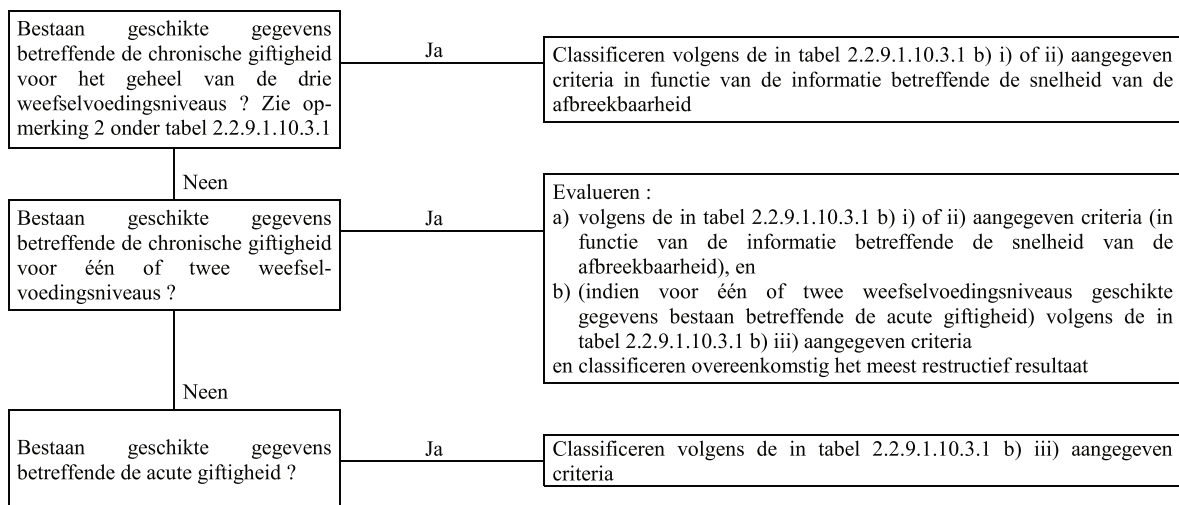 Bestaan geschikte gegevens
betreffende de chronische giftigheid
voor het geheel van de drie
weefselvoedingsniveaus ? Zie op-
merking 2 onder tabel 2.2.9.1.10.3.1
Ja
Classificeren volgens de in tabel 2.2.9.1.10.3.1 b) i) of ii) aangegeven
criteria in functie van de informatie betreffende de snelheid van de
afbreekbaarheid
Neen
Bestaan geschikte gegevens
betreffende de chronische giftigheid
voor één of twee weefsel-
voedingsniveaus ?
Ja
Evalueren :
a) volgens de in tabel 2.2.9.1.10.3.1 b) i) of ii) aangegeven criteria (in
functie van de informatie betreffende de snelheid van de
afbreekbaarheid), en
b) (indien voor één of twee weefselvoedingsniveaus geschikte
gegevens bestaan betreffende de acute giftigheid) volgens de in
tabel 2.2.9.1.10.3.1 b) iii) aangegeven criteria
en classificeren overeenkomstig het meest restructief resultaat
Neen
Bestaan geschikte gegevens
betreffende de acute giftigheid ?
Ja
Classificeren volgens de in tabel 2.2.9.1.10.3.1 b) iii) aangegeven
criteria